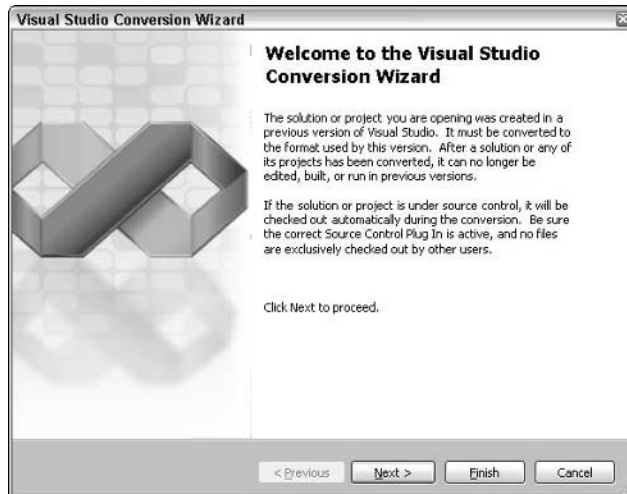 Visual Studio Conversion Wizard
Welcome to the Visual Studio
Conversion Wizard
The solution or project you are opening was created in a
previous version of Visual Studio. It must be converted to
the format used by this version. After a solution or any of
its projects has been converted, it can no longer be
edited, built, or run in previous versions.
If the solution or project is under source control, it will be
checked out automatically during the conversion. Be sure
the correct Source Control Plug In is active, and no files
are exclusively checked out by other users.
Click Next to proceed.
< Previous Next > Finish Cancel